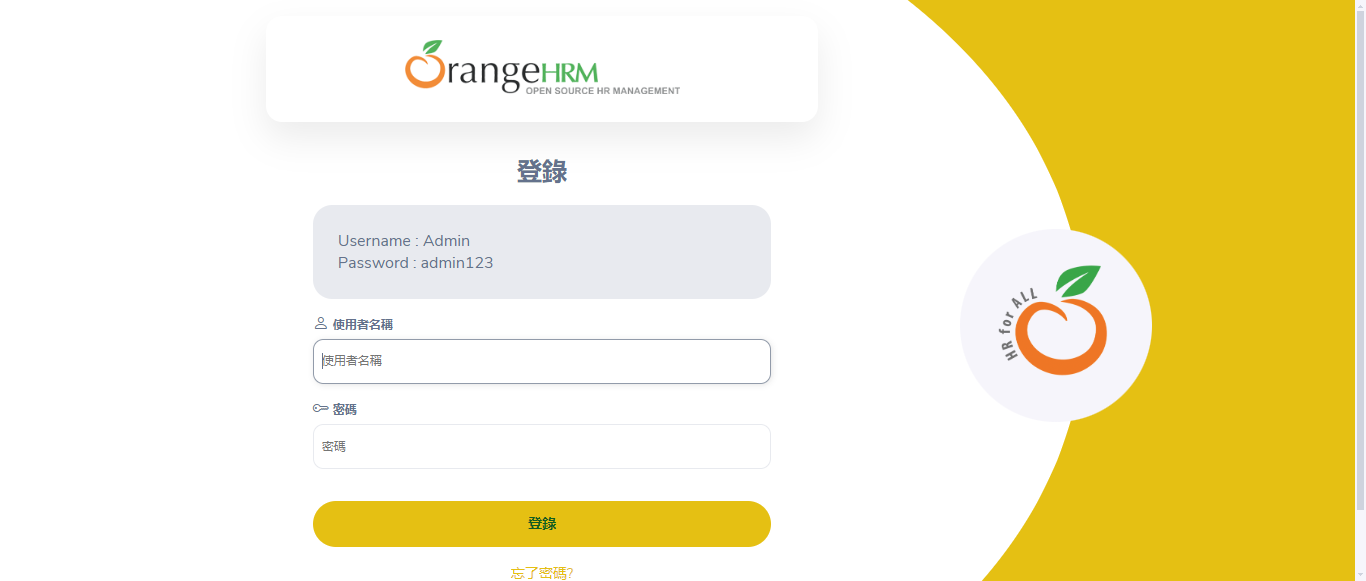 OrangeHRM
OPEN SOURCE HR MANAGEMENT
登錄
Username : Admin
Password : admin123
使用者名稱
使用者名稱
密碼
密碼
登錄
忘了密碼?
HR for ALL